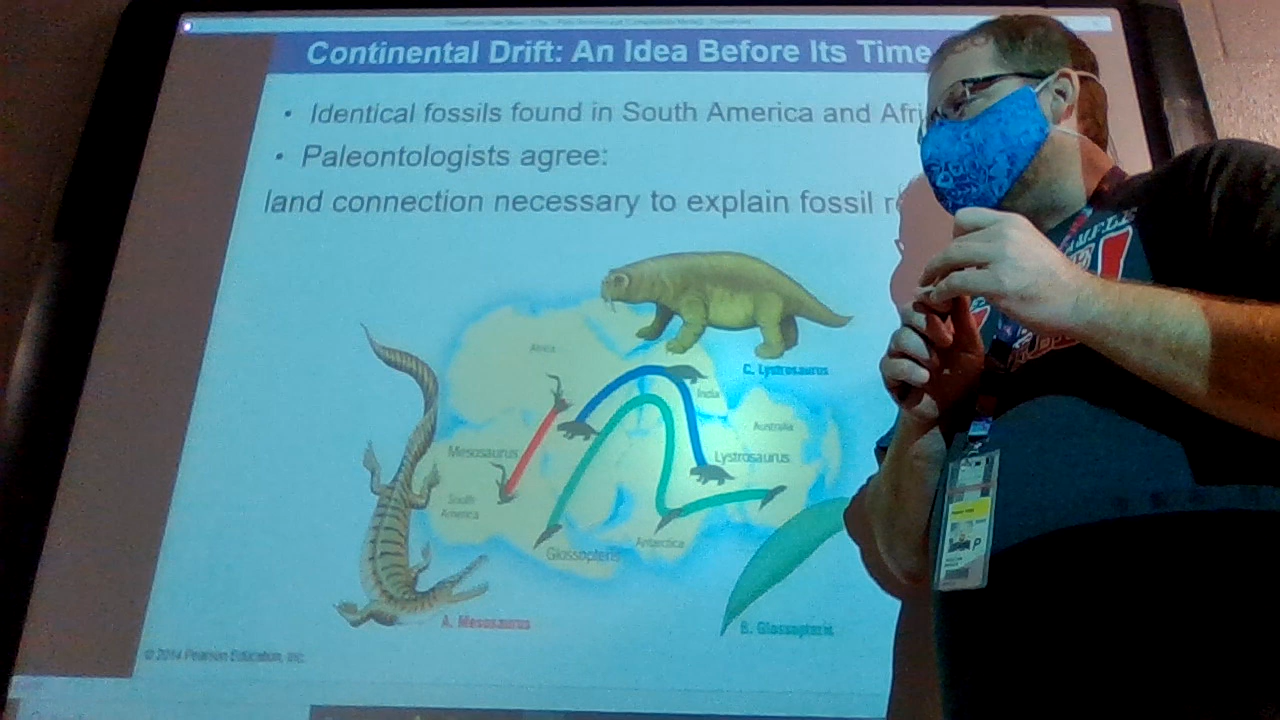 Continental Drift: An Idea Before Its Time
• Identical fossils found in South America and Afri
• Paleontologists agree:
land connection necessary to explain fossil r
Africa
C. Lystrosaurus
India
Australia
Mesosaurus
Lystrosaurus
South
America
Antarctica
Glossopteris
A. Mesosaurus
B. Glossopteris
© 2014 Pearson Education, Inc.